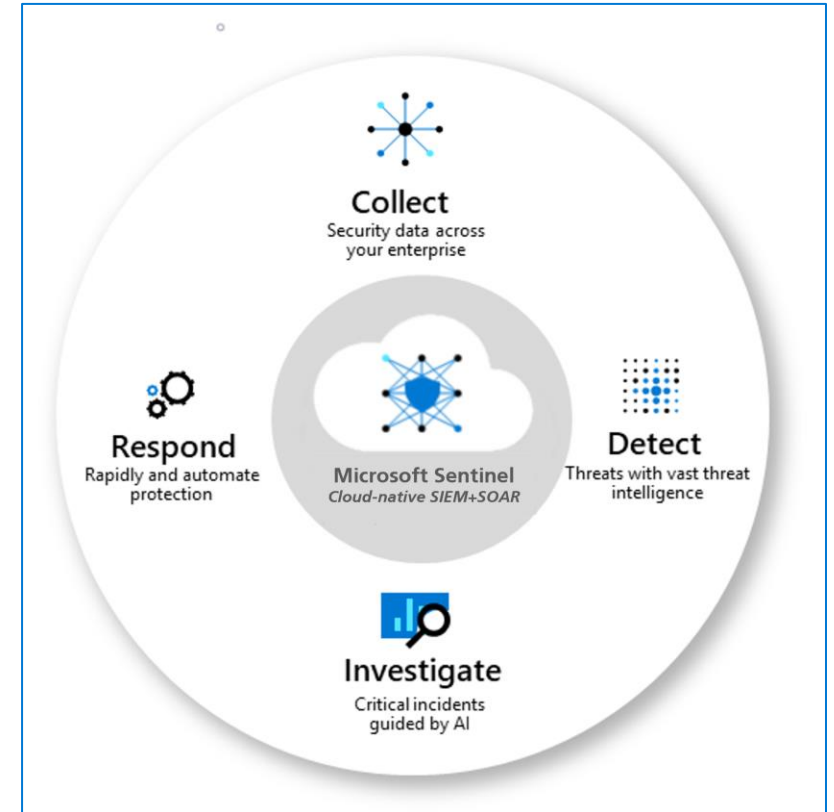 Collect
Security data across
your enterprise
Respond
Rapidly and automate
protection
Microsoft Sentinel
Cloud-native SIEM+SOAR
Detect
Threats with vast threat
intelligence
Investigate
Critical incidents
guided by AI